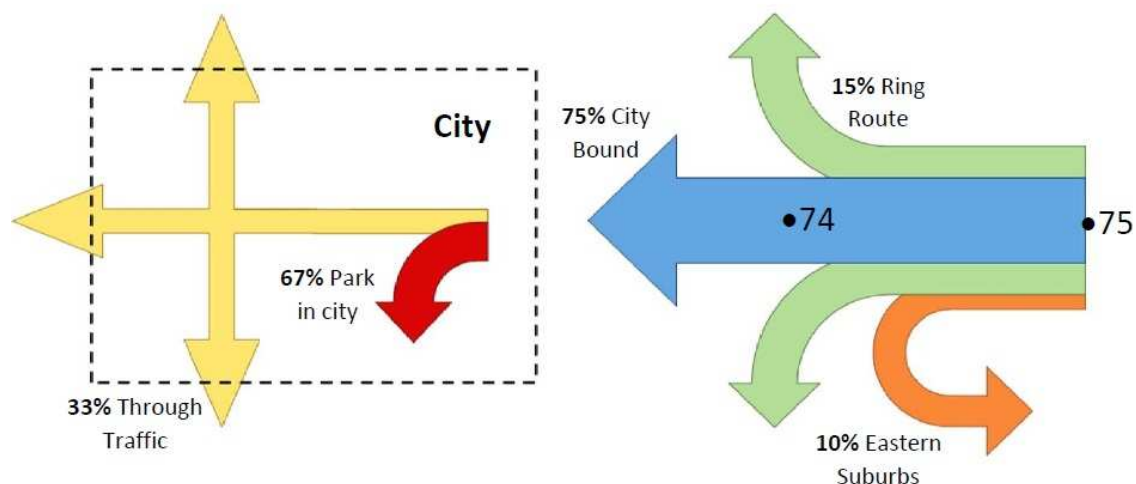 City
67% Park
in city
33% Through
Traffic
75% City
Bound
15% Ring
Route
74
75
10% Eastern
Suburbs